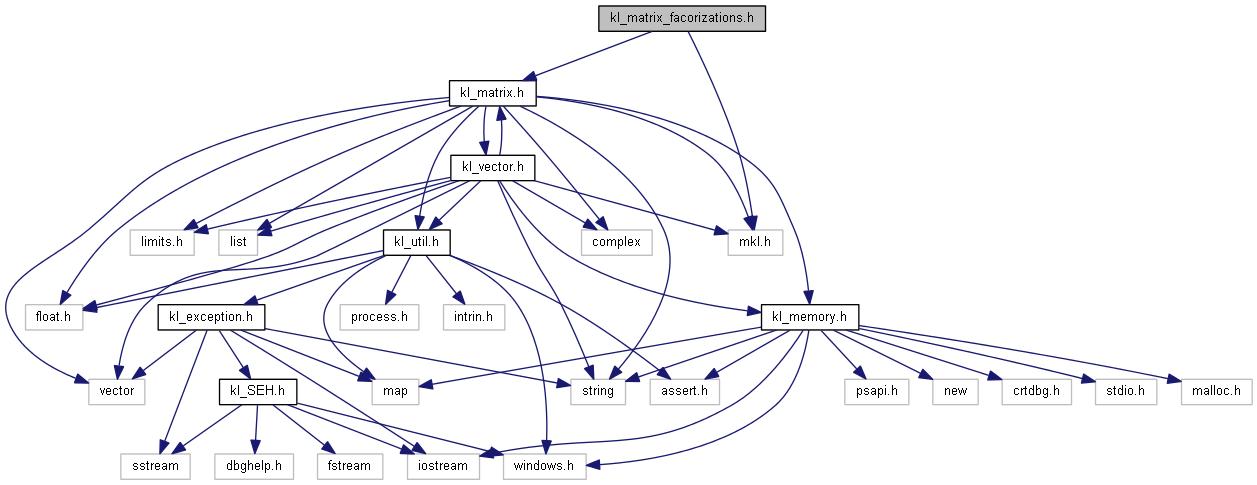 kl_matrix_facorizations.h
kl_matrix.h
kl_vector.h
limits.h
list
kl_util.h
complex
mkl.h
float.h
kl_exception.h
process.h
intrin.h
kl_memory.h
vector
kl_SEH.h
map
string
assert.h
psapi.h
new
crtdbg.h
stdio.h
malloc.h
sstream
dbghelp.h
fstream
iostream
windows.h